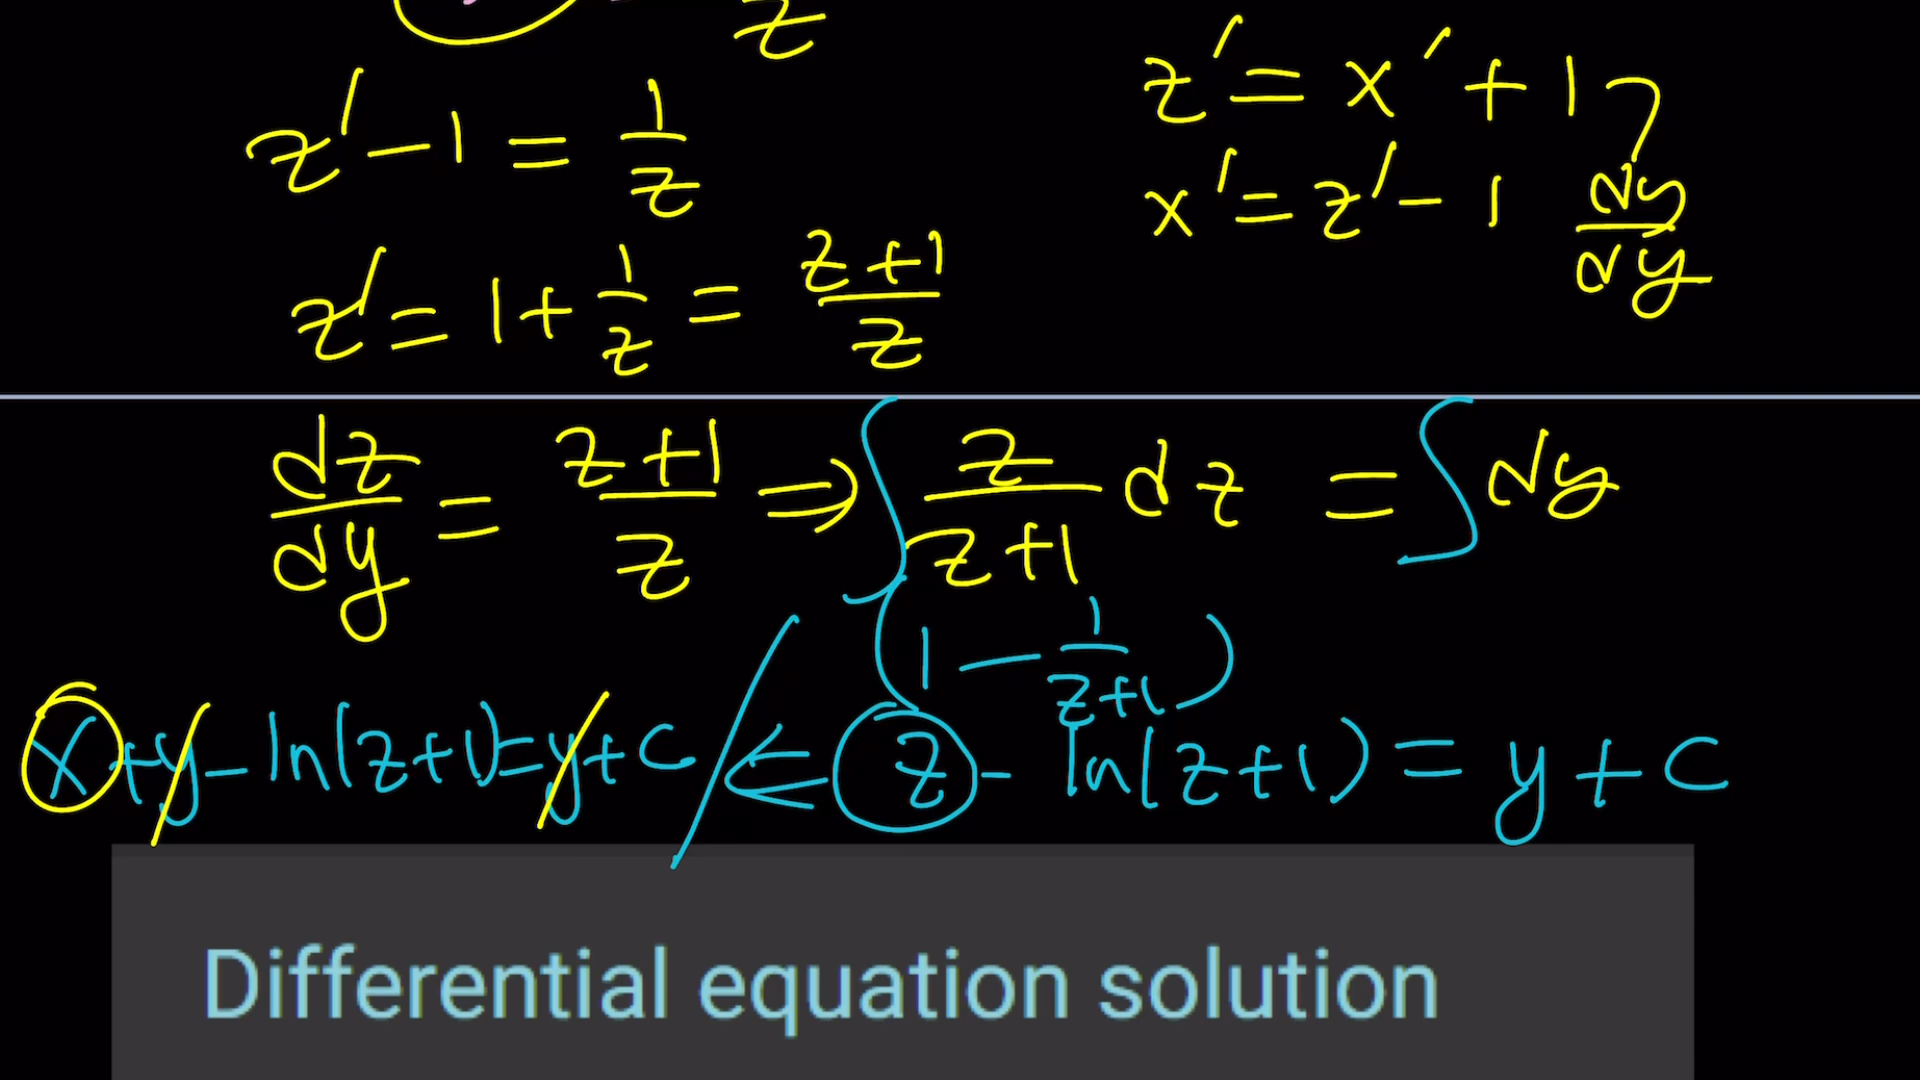 z
z' = x' + 1
z' - 1 = 1/z
x' = z' - 1 dy/dy
z' = 1 + 1/z = z+1/z
dz/dy = z+1/z ⇒ ∫ z/z+1 dz = ∫ dy
1 - 1/z+1 )
x + y - ln(z+1) = y + c ⇐ z - ln(z+1) = y + c
Differential equation solution